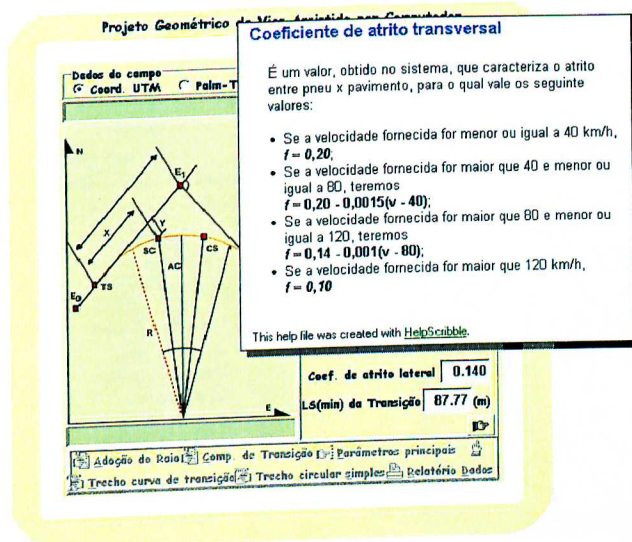 Projeto Geométrico de Vias Assistido por Computador
Dados do campo
Coord. UTM
Palm-T
N
E1
X
Y
SC
CS
AC
TS
E0
R
E
Coeficiente de atrito transversal
É um valor, obtido no sistema, que caracteriza o atrito
entre pneu x pavimento, para o qual vale os seguinte
valores:
• Se a velocidade fornecida for menor ou igual a 40 km/h,
f = 0,20;
• Se a velocidade fornecida for maior que 40 e menor ou
igual a 80, teremos
f = 0,20 - 0,0015(v - 40);
• Se a velocidade fornecida for maior que 80 e menor ou
igual a 120, teremos
f = 0,14 - 0,001(v - 80);
• Se a velocidade fornecida for maior que 120 km/h,
f = 0,10
This help file was created with HelpScribble.
Coef. de atrito lateral 0.140
LS(min) da Transição 87.77 (m)
Adoção do Raio Comp. de Transição Parâmetros principais
Trecho curva de transição Trecho circular simples Relatório Dados